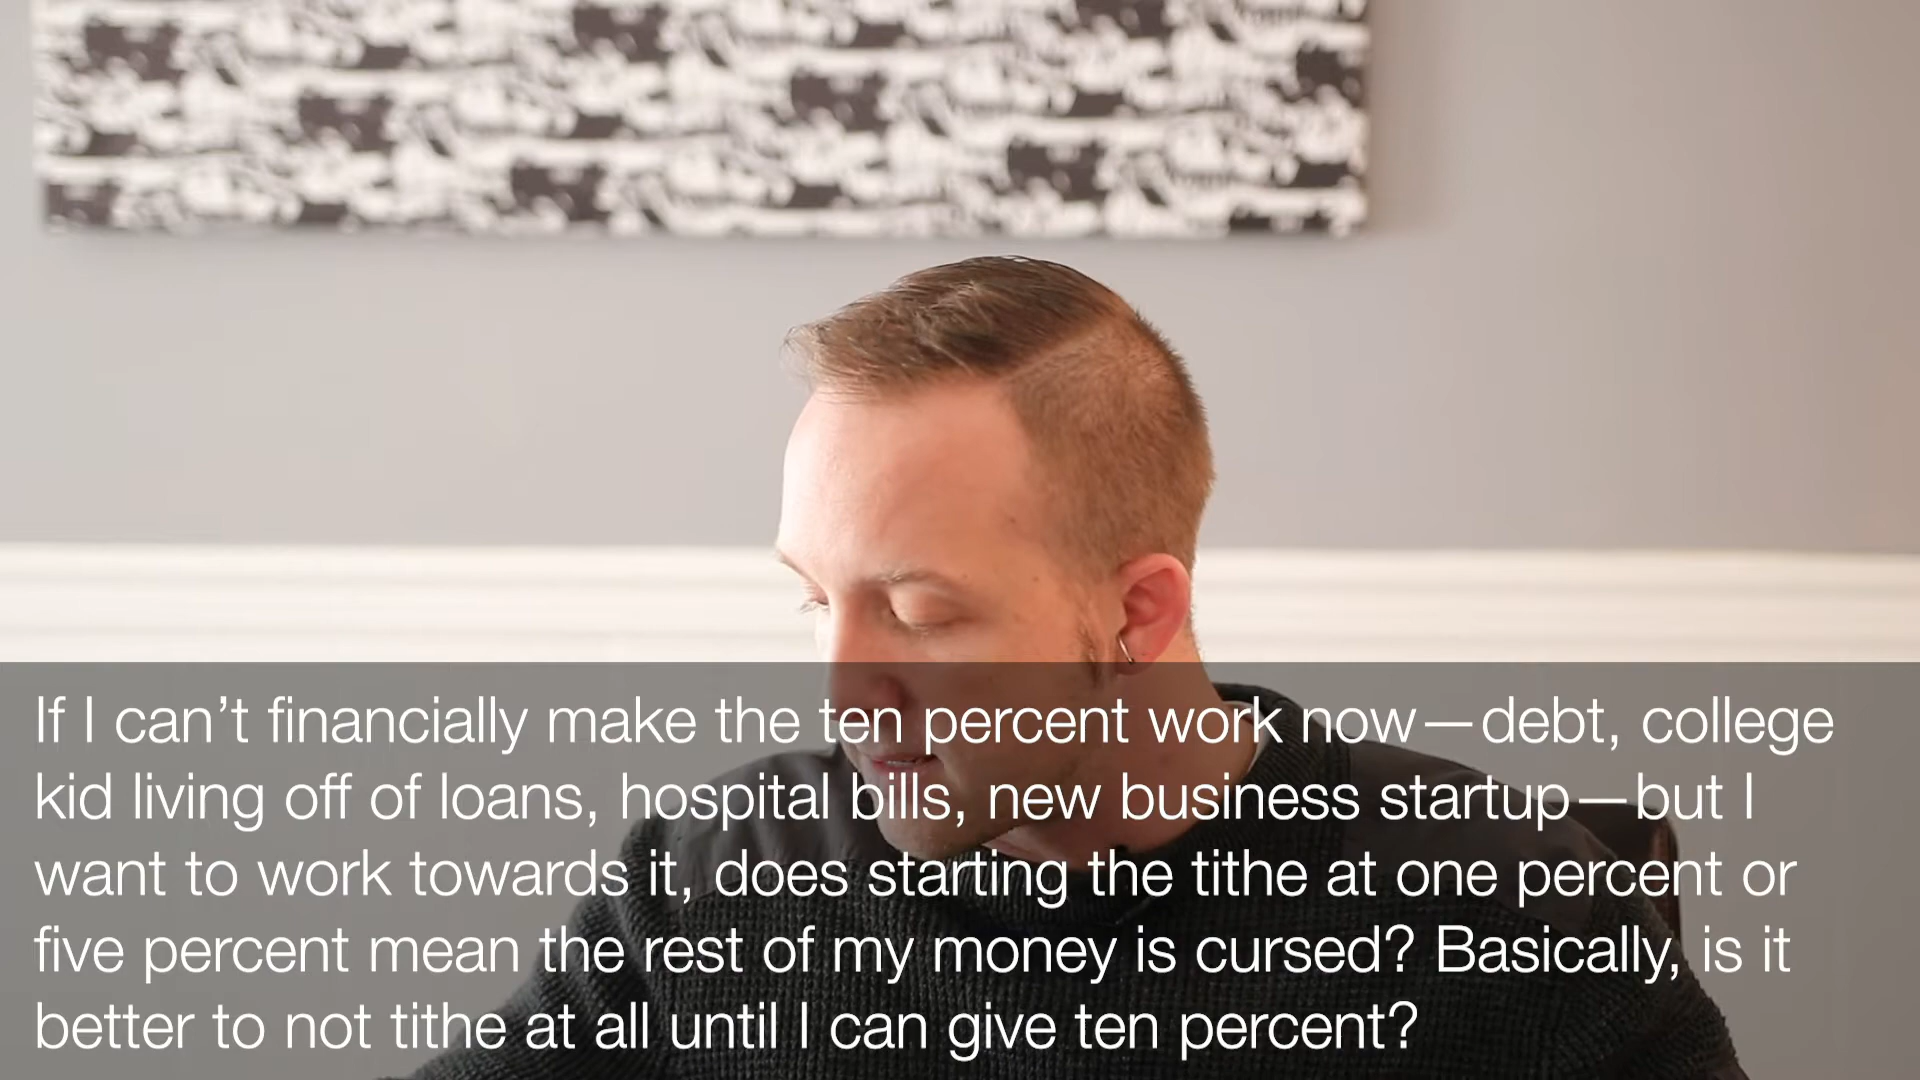 If I can’t financially make the ten percent work now—debt, college
kid living off of loans, hospital bills, new business startup—but I
want to work towards it, does starting the tithe at one percent or
five percent mean the rest of my money is cursed? Basically, is it
better to not tithe at all until I can give ten percent?